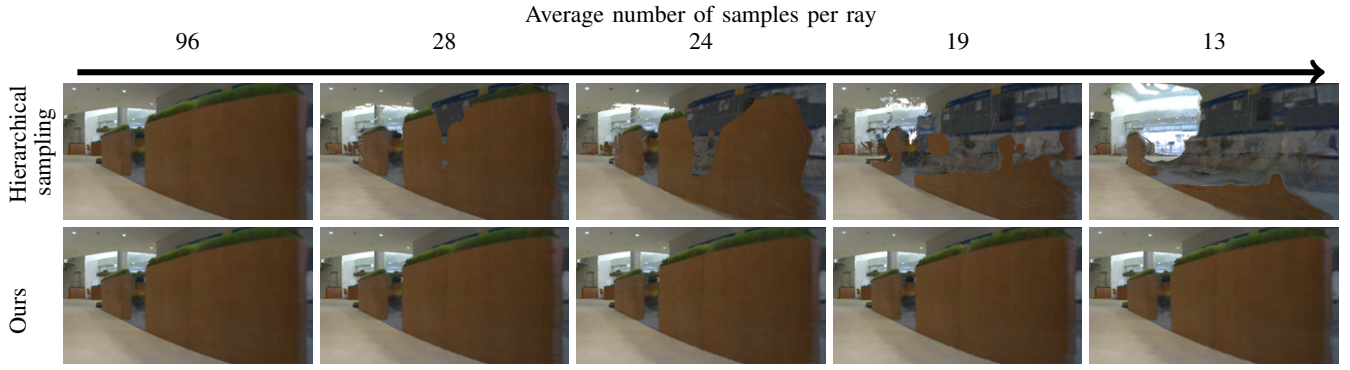 Average number of samples per ray
96 28 24 19 13
Hierarchical
sampling
Ours